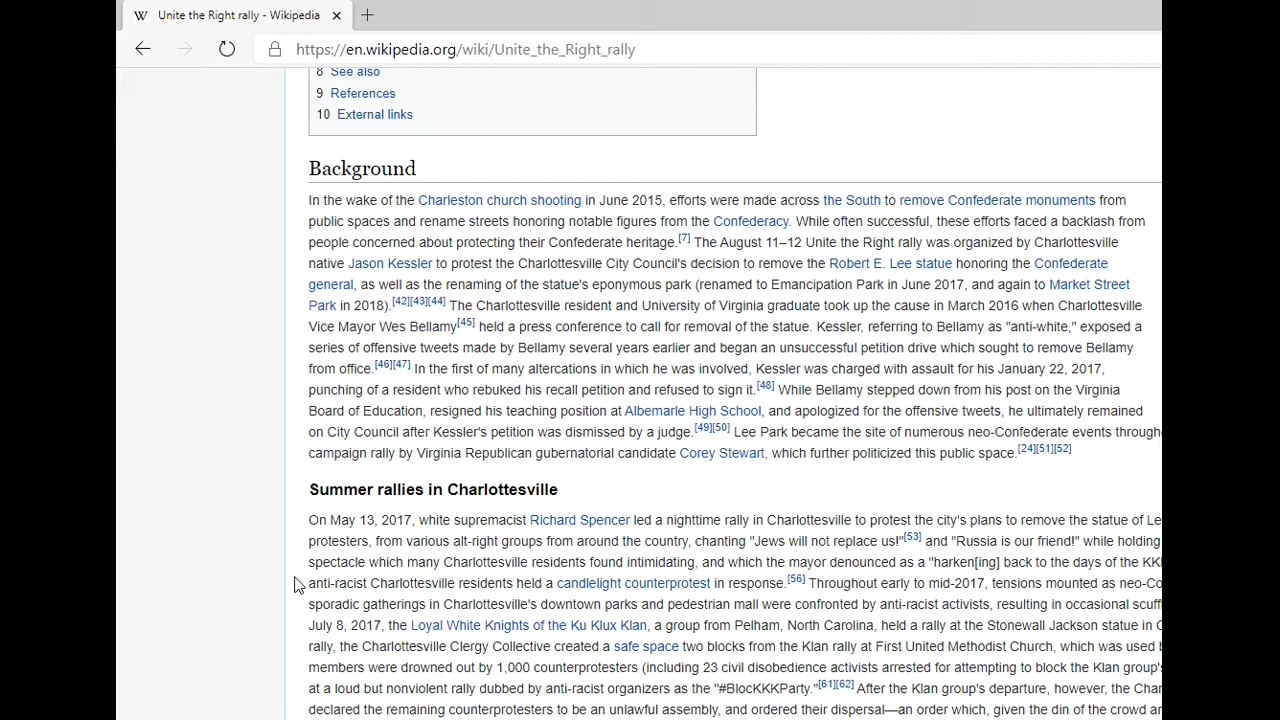 Unite the Right rally - Wikipedia
https://en.wikipedia.org/wiki/Unite_the_Right_rally
8 See also
9 References
10 External links
Background
In the wake of the Charleston church shooting in June 2015, efforts were made across the South to remove Confederate monuments from
public spaces and rename streets honoring notable figures from the Confederacy. While often successful, these efforts faced a backlash from
people concerned about protecting their Confederate heritage.[7] The August 11–12 Unite the Right rally was organized by Charlottesville
native Jason Kessler to protest the Charlottesville City Council's decision to remove the Robert E. Lee statue honoring the Confederate
general, as well as the renaming of the statue's eponymous park (renamed to Emancipation Park in June 2017, and again to Market Street
Park in 2018).[42][43][44] The Charlottesville resident and University of Virginia graduate took up the cause in March 2016 when Charlottesville
Vice Mayor Wes Bellamy[45] held a press conference to call for removal of the statue. Kessler, referring to Bellamy as "anti-white," exposed a
series of offensive tweets made by Bellamy several years earlier and began an unsuccessful petition drive which sought to remove Bellamy
from office.[46][47] In the first of many altercations in which he was involved, Kessler was charged with assault for his January 22, 2017,
punching of a resident who rebuked his recall petition and refused to sign it.[48] While Bellamy stepped down from his post on the Virginia
Board of Education, resigned his teaching position at Albemarle High School, and apologized for the offensive tweets, he ultimately remained
on City Council after Kessler's petition was dismissed by a judge.[49][50] Lee Park became the site of numerous neo-Confederate events through
campaign rally by Virginia Republican gubernatorial candidate Corey Stewart, which further politicized this public space.[24][51][52]
Summer rallies in Charlottesville
On May 13, 2017, white supremacist Richard Spencer led a nighttime rally in Charlottesville to protest the city's plans to remove the statue of Le
protesters, from various alt-right groups from around the country, chanting "Jews will not replace us!"[53] and "Russia is our friend!" while holding
spectacle which many Charlottesville residents found intimidating, and which the mayor denounced as a "harken[ing] back to the days of the KK
anti-racist Charlottesville residents held a candlelight counterprotest in response.[56] Throughout early to mid-2017, tensions mounted as neo-Co
sporadic gatherings in Charlottesville's downtown parks and pedestrian mall were confronted by anti-racist activists, resulting in occasional scuff
July 8, 2017, the Loyal White Knights of the Ku Klux Klan, a group from Pelham, North Carolina, held a rally at the Stonewall Jackson statue in C
rally, the Charlottesville Clergy Collective created a safe space two blocks from the Klan rally at First United Methodist Church, which was used b
members were drowned out by 1,000 counterprotesters (including 23 civil disobedience activists arrested for attempting to block the Klan group's
at a loud but nonviolent rally dubbed by anti-racist organizers as the "#BlocKKKParty."[61][62] After the Klan group's departure, however, the Char
declared the remaining counterprotesters to be an unlawful assembly, and ordered their dispersal—an order which, given the din of the crowd an